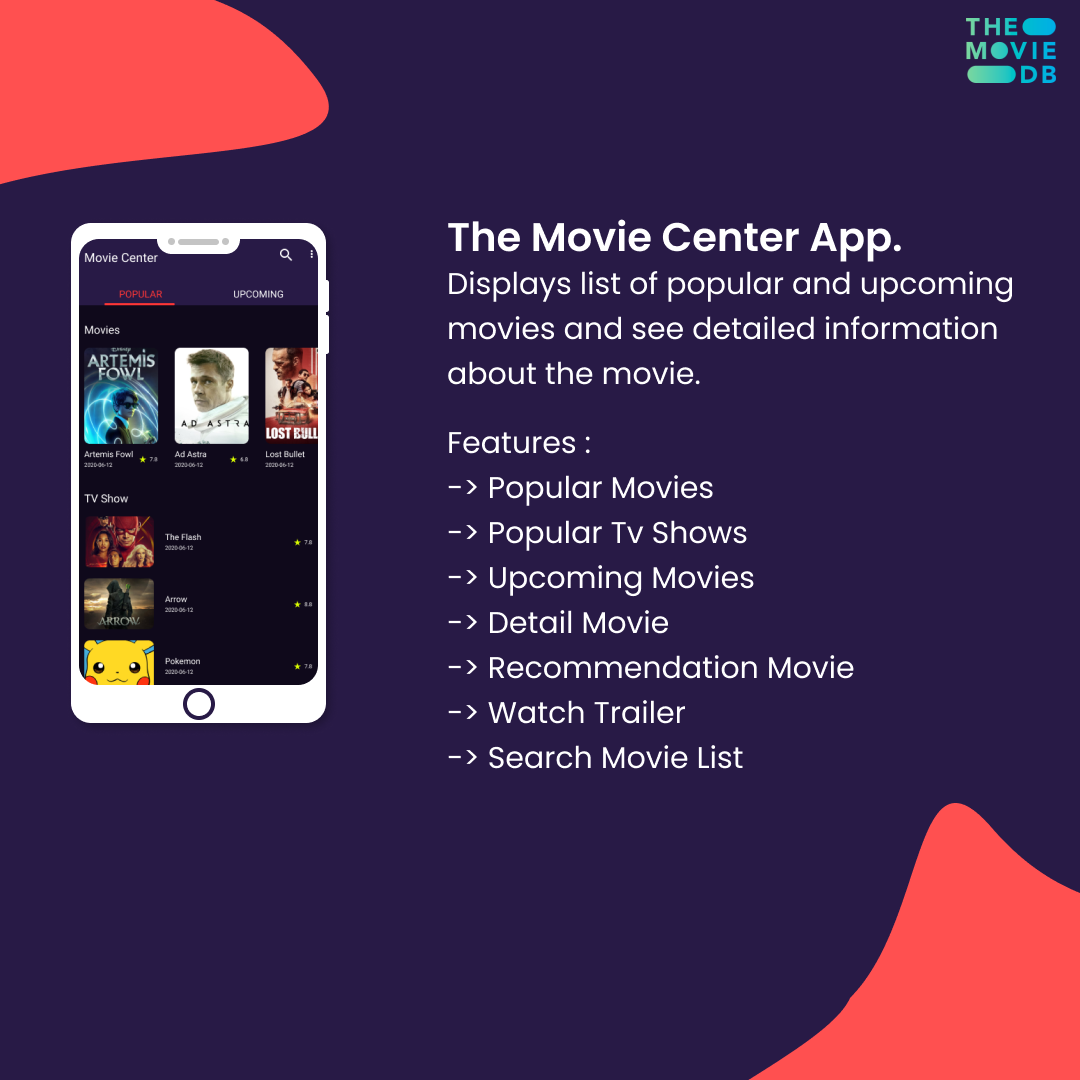 THE
MOVIE
DB
Movie Center
POPULAR UPCOMING
Movies
Disney
ARTEMIS
FOWL
AD ASTRA
LOST BULL
Artemis Fowl 7.8
2020-06-12
Ad Astra 6.8
2020-06-12
Lost Bullet
2020-06-12
TV Show
The Flash
2020-06-12
7.8
ARROW
Arrow
2020-06-12
8.8
Pokemon
2020-06-12
7.8
The Movie Center App.
Displays list of popular and upcoming
movies and see detailed information
about the movie.
Features :
-> Popular Movies
-> Popular Tv Shows
-> Upcoming Movies
-> Detail Movie
-> Recommendation Movie
-> Watch Trailer
-> Search Movie List